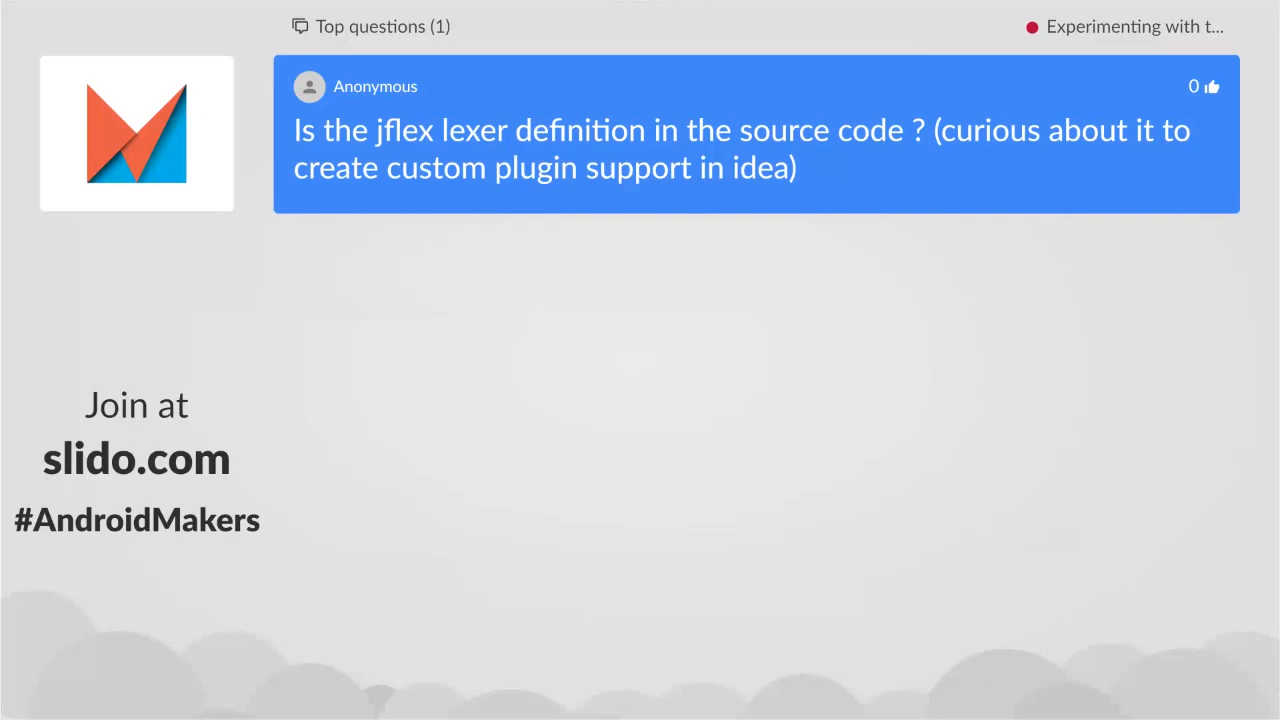 Top questions (1)
Experimenting with t...
Anonymous
0
Is the jflex lexer definition in the source code ? (curious about it to
create custom plugin support in idea)
Join at
slido.com
#AndroidMakers